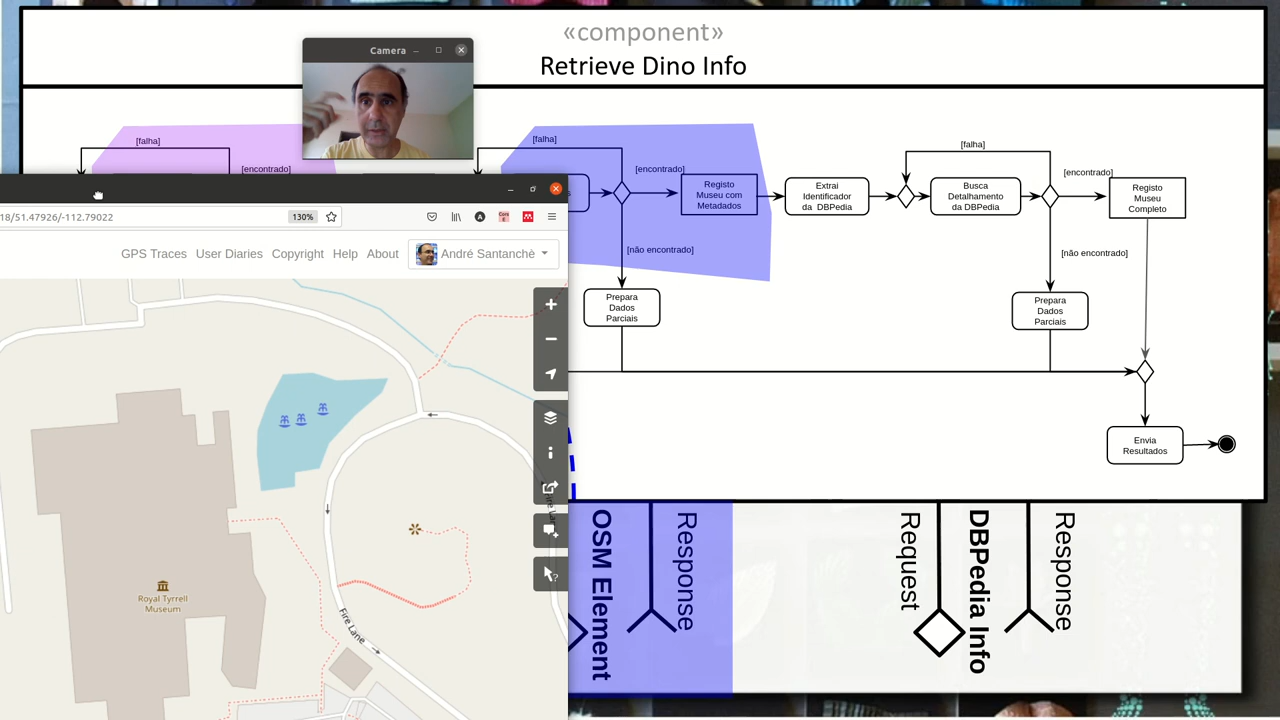 «component»
Retrieve Dino Info
Camera
[falha]
[encontrado]
[falha]
[encontrado]
[não encontrado]
Registo
Museu com
Metadados
Prepara
Dados
Parciais
Extrai
Identificador
da DBPedia
[falha]
Busca
Detalhamento
da DBPedia
[encontrado]
[não encontrado]
Registo
Museu
Completo
Prepara
Dados
Parciais
Envia
Resultados
18/51.47926/-112.79022
130%
GPS Traces
User Diaries
Copyright
Help
About
André Santanchè
Royal Tyrrell
Museum
Fire Lane
Fire Lane
OSM Element
Response
Request
DBPedia Info
Response